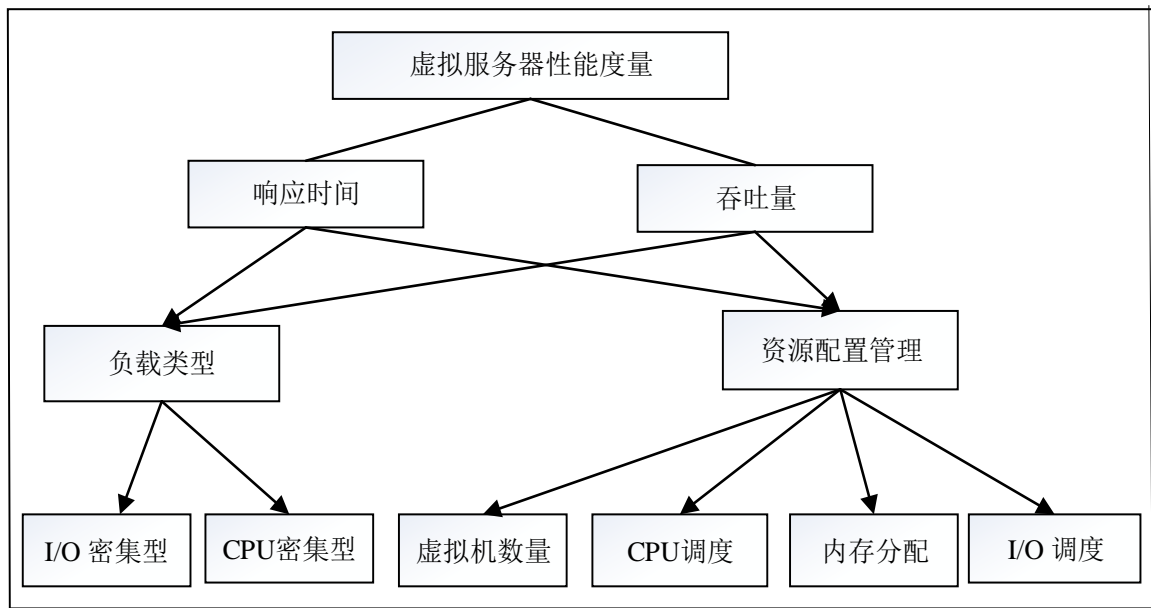 虚拟服务器性能度量
响应时间
吞吐量
负载类型
资源配置管理
I/O 密集型
CPU密集型
虚拟机数量
CPU调度
内存分配
I/O 调度